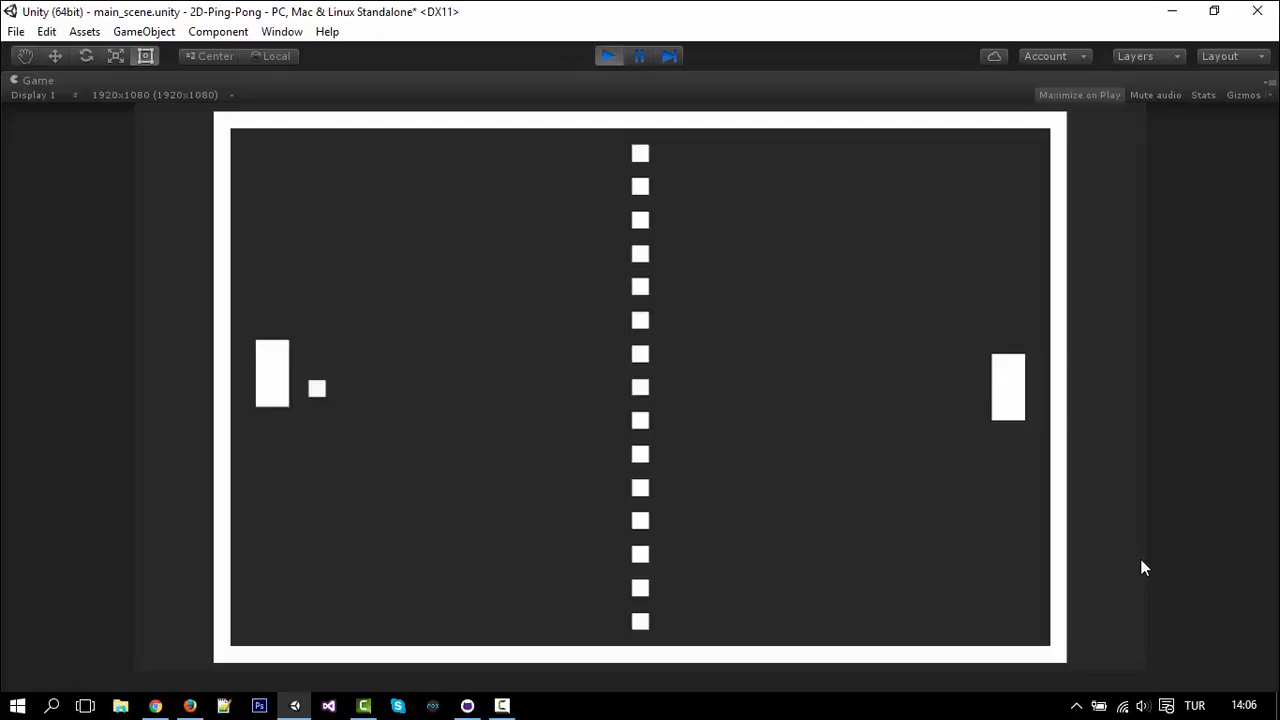 Unity (64bit) - main_scene.unity - 2D-Ping-Pong - PC, Mac & Linux Standalone* <DX11>
File Edit Assets GameObject Component Window Help
Center Local Account Layers Layout
Game
Display 1 1920x1080 (1920x1080) Maximize on Play Mute audio Stats Gizmos
Ps TUR 14:06